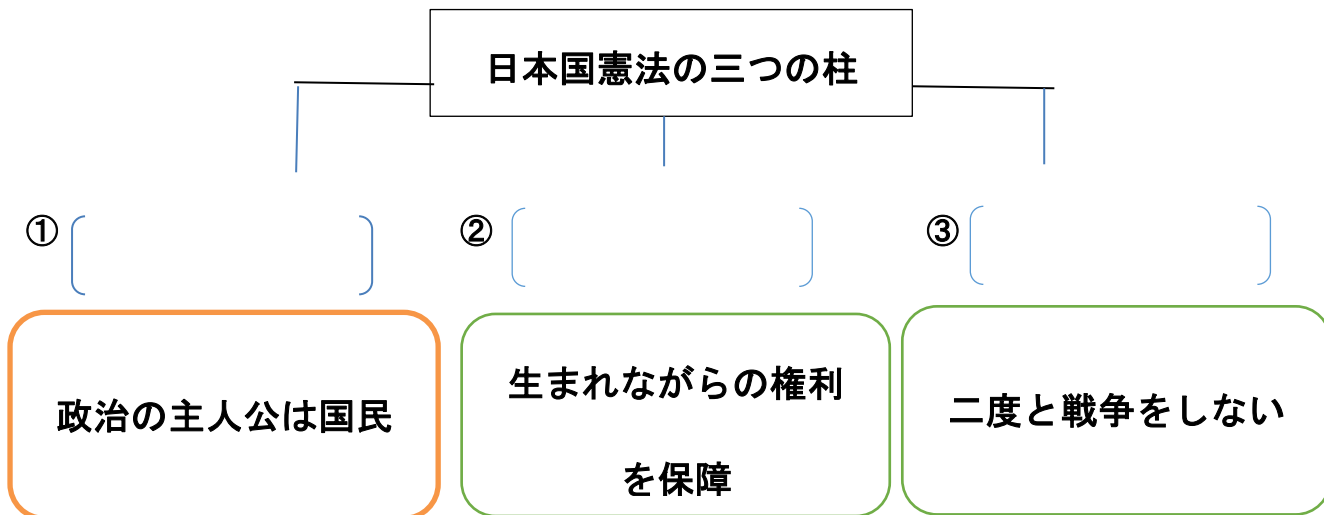 日本国憲法の三つの柱
①
②
③
政治の主人公は国民
生まれながらの権利
を保障
二度と戦争をしない